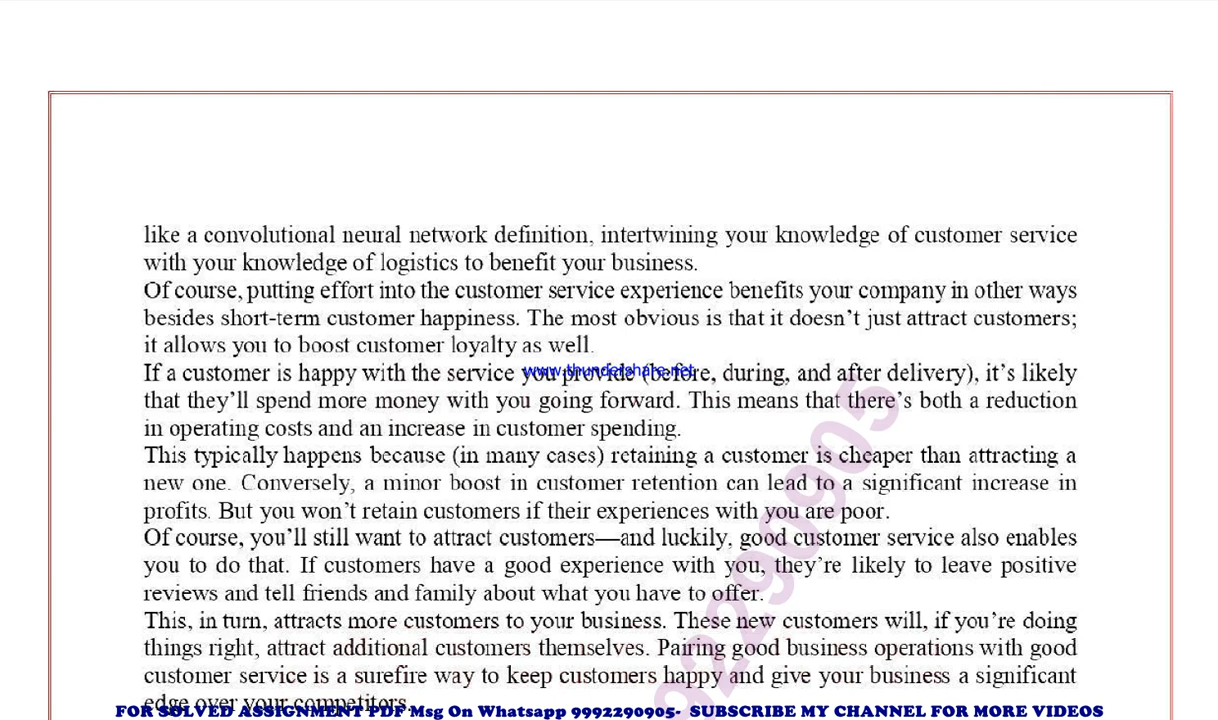 like a convolutional neural network definition, intertwining your knowledge of customer service
with your knowledge of logistics to benefit your business.
Of course, putting effort into the customer service experience benefits your company in other ways
besides short-term customer happiness. The most obvious is that it doesn’t just attract customers;
it allows you to boost customer loyalty as well.
If a customer is happy with the service you provide (before, during, and after delivery), it’s likely
www.thundershare.net
that they’ll spend more money with you going forward. This means that there’s both a reduction
in operating costs and an increase in customer spending.
This typically happens because (in many cases) retaining a customer is cheaper than attracting a
new one. Conversely, a minor boost in customer retention can lead to a significant increase in
profits. But you won’t retain customers if their experiences with you are poor.
Of course, you’ll still want to attract customers—and luckily, good customer service also enables
you to do that. If customers have a good experience with you, they’re likely to leave positive
reviews and tell friends and family about what you have to offer.
This, in turn, attracts more customers to your business. These new customers will, if you’re doing
things right, attract additional customers themselves. Pairing good business operations with good
customer service is a surefire way to keep customers happy and give your business a significant
edge over your competitors.
92290905
FOR SOLVED ASSIGNMENT PDF Msg On Whatsapp 9992290905- SUBSCRIBE MY CHANNEL FOR MORE VIDEOS